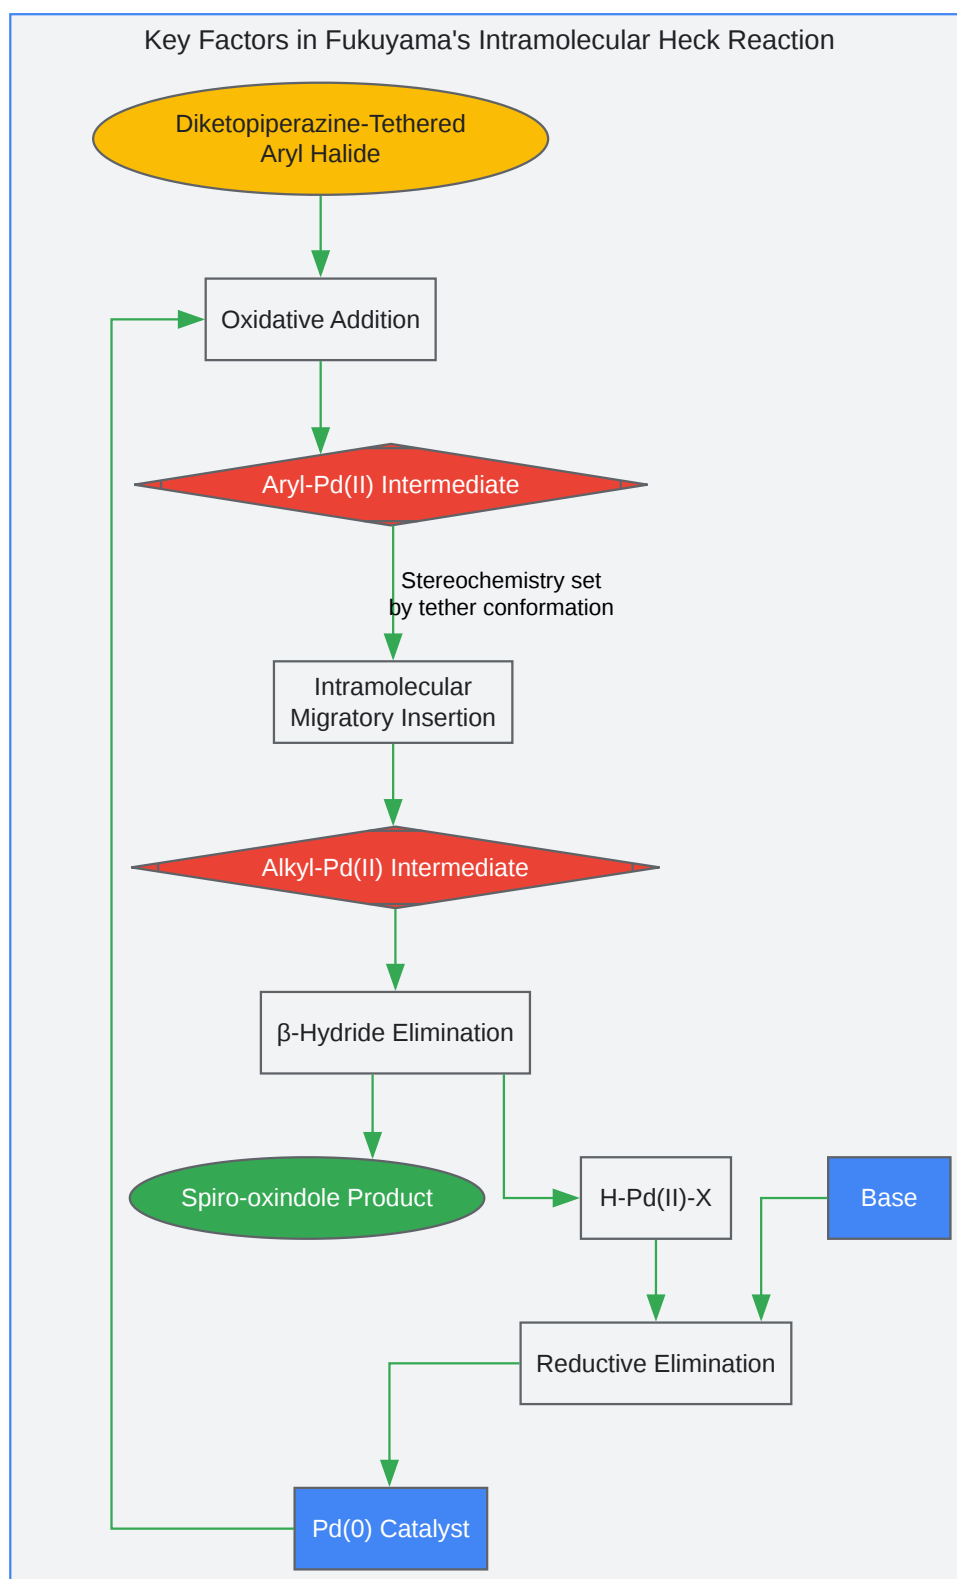 Key Factors in Fukuyama's Intramolecular Heck Reaction
Diketopiperazine-Tethered
Aryl Halide
Oxidative Addition
Aryl-Pd(II) Intermediate
Stereochemistry set
by tether conformation
Intramolecular
Migratory Insertion
Alkyl-Pd(II) Intermediate
β-Hydride Elimination
Spiro-oxindole Product
H-Pd(II)-X
Base
Reductive Elimination
Pd(0) Catalyst